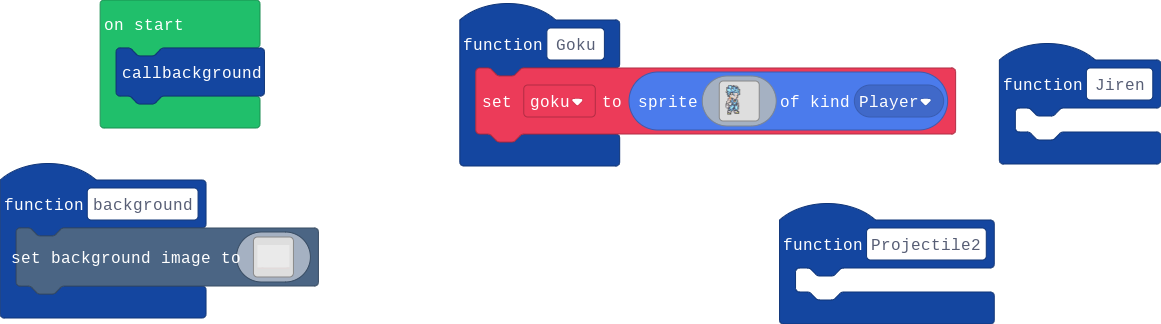 on start
callbackground
function Goku
set goku to sprite of kind Player
function Jiren
function background
set background image to
function Projectile2